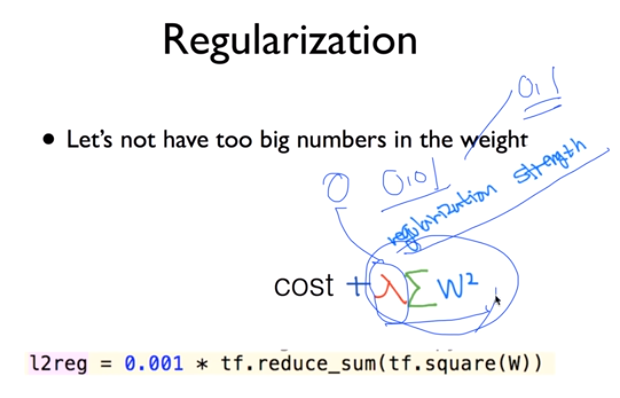 Regularization
0.1
• Let's not have too big numbers in the weight
0 0.01
regularization strength
cost + λ∑W²
l2reg = 0.001 * tf.reduce_sum(tf.square(W))